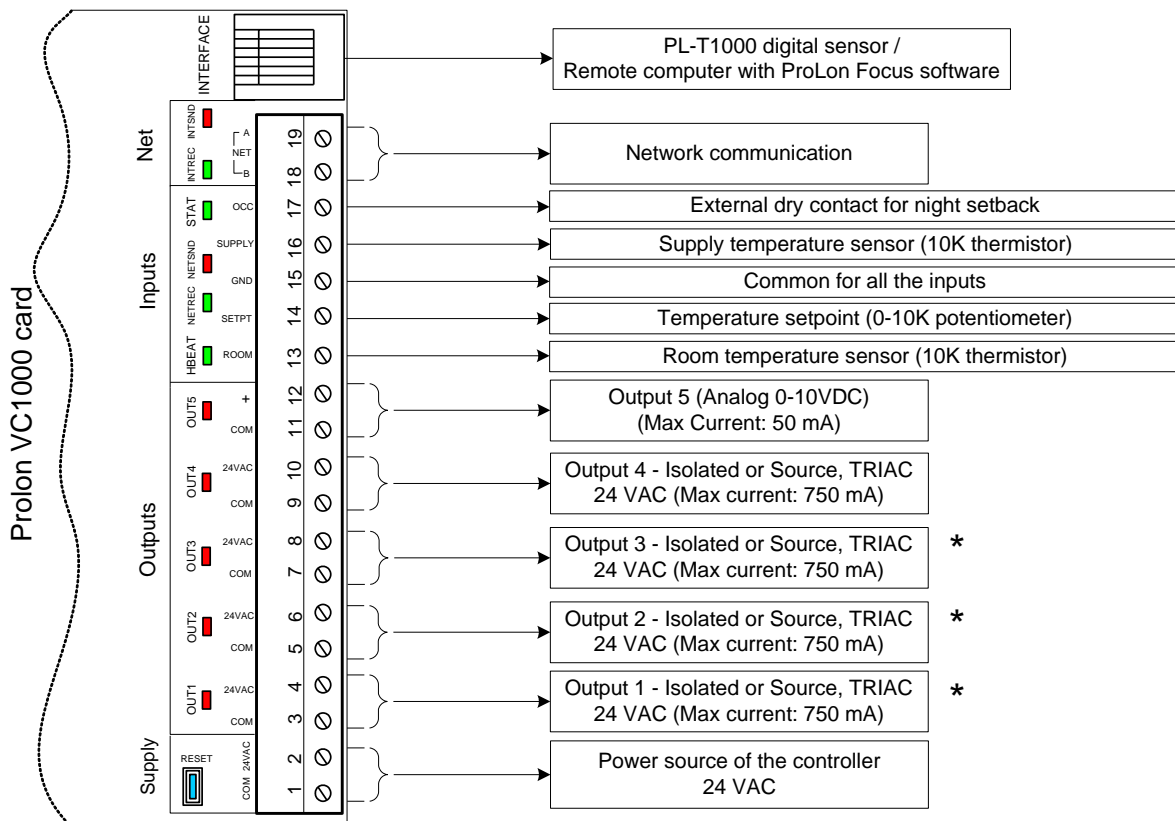 Prolon VC1000 card
INTERFACE
PL-T1000 digital sensor /
Remote computer with ProLon Focus software
Net
INTREC INTSND
A
NET
B
19
18
Network communication
Inputs
HBEAT NETREC NETSND STAT
OCC
17
External dry contact for night setback
SUPPLY
16
Supply temperature sensor (10K thermistor)
GND
15
Common for all the inputs
SETPT
14
Temperature setpoint (0-10K potentiometer)
ROOM
13
Room temperature sensor (10K thermistor)
Outputs
OUT5
+
12
COM
11
Output 5 (Analog 0-10VDC)
(Max Current: 50 mA)
OUT4
24VAC
10
COM
9
Output 4 - Isolated or Source, TRIAC
24 VAC (Max current: 750 mA)
OUT3
24VAC
8
COM
7
Output 3 - Isolated or Source, TRIAC *
24 VAC (Max current: 750 mA)
OUT2
24VAC
6
COM
5
Output 2 - Isolated or Source, TRIAC *
24 VAC (Max current: 750 mA)
OUT1
24VAC
4
COM
3
Output 1 - Isolated or Source, TRIAC *
24 VAC (Max current: 750 mA)
Supply
RESET
COM 24VAC
2
1
Power source of the controller
24 VAC